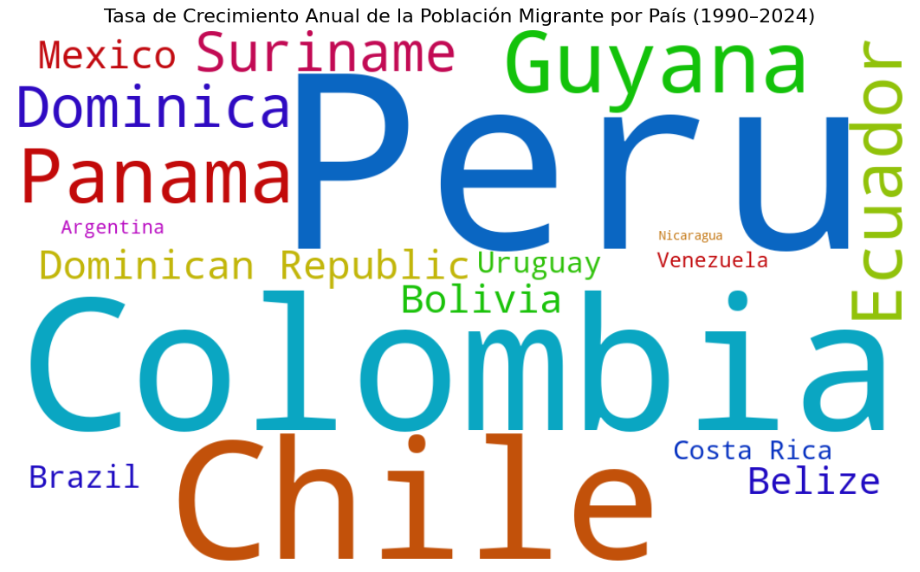 Tasa de Crecimiento Anual de la Población Migrante por País (1990–2024)
Mexico
Suriname
Guyana
Ecuador
Dominica
Peru
Panama
Argentina
Nicaragua
Dominican Republic
Uruguay
Venezuela
Bolivia
Colombia
Chile
Costa Rica
Brazil
Belize